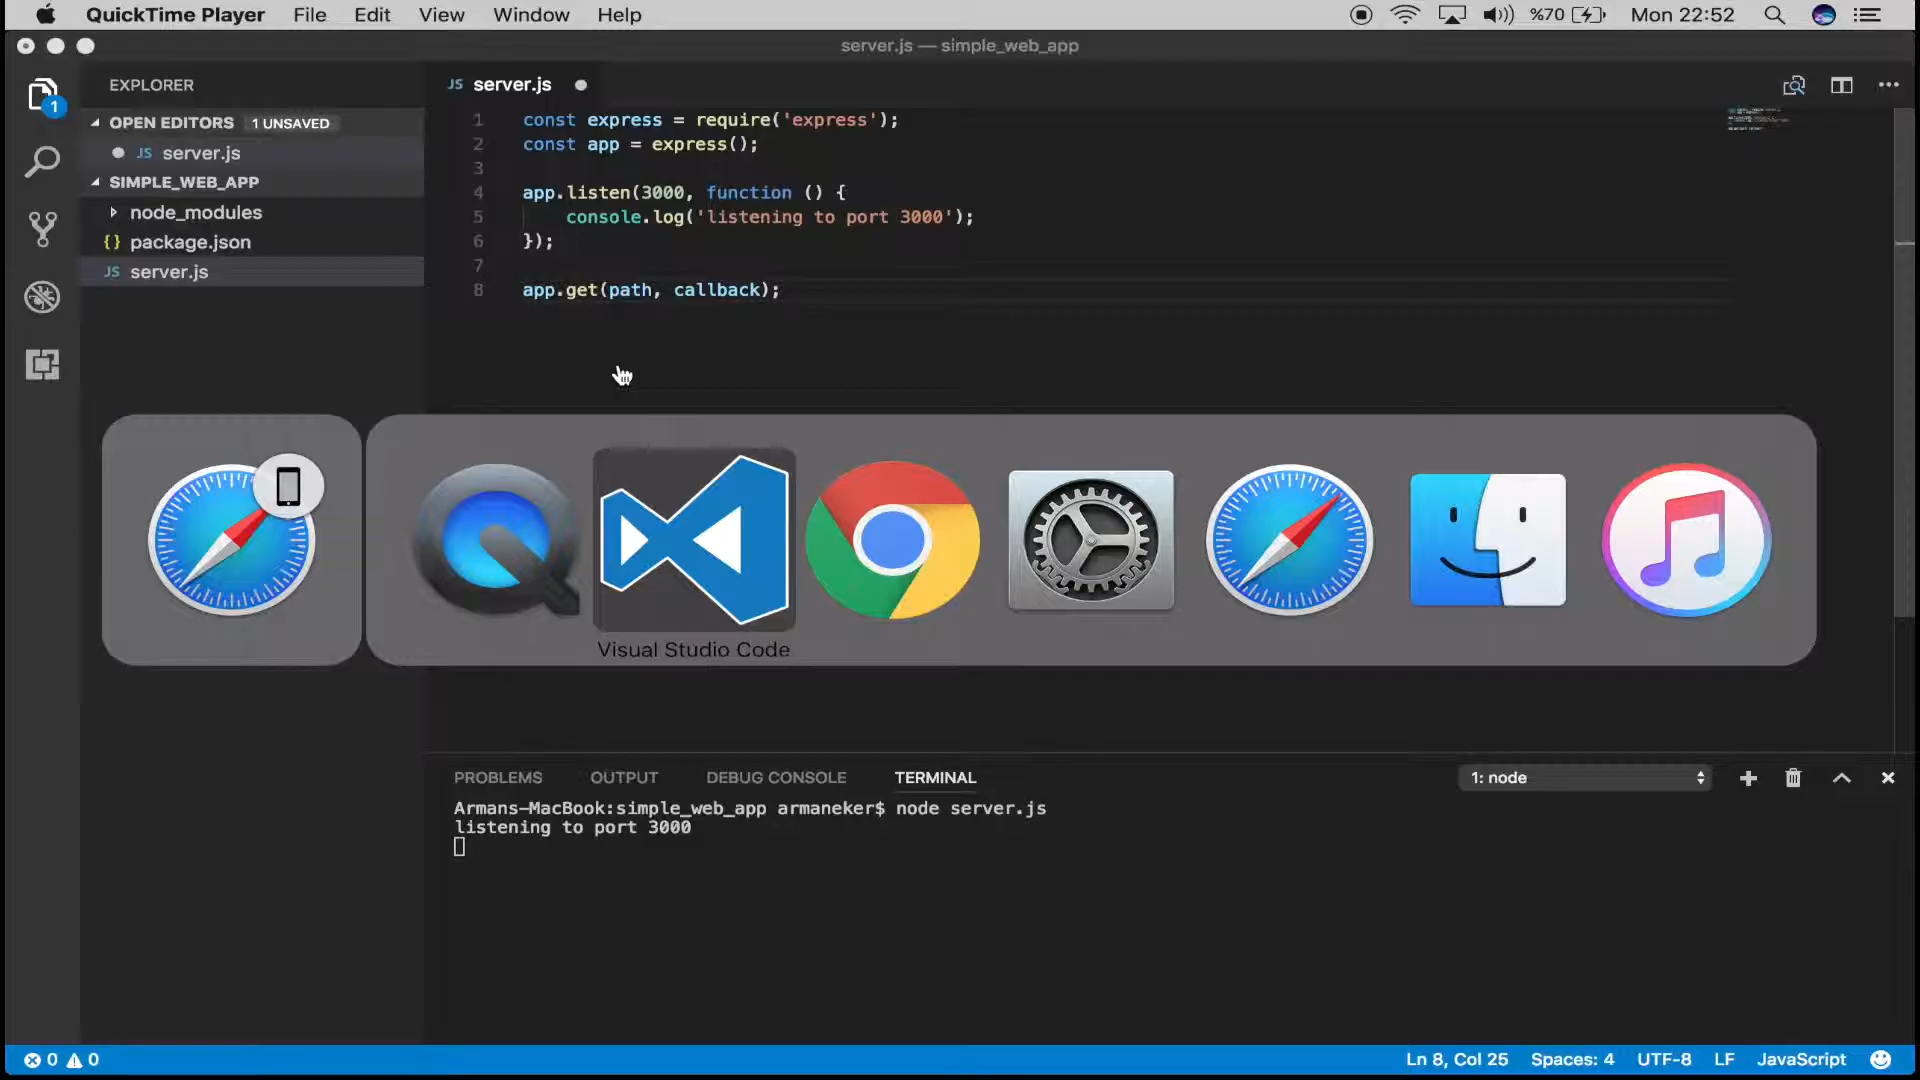 QuickTime Player File Edit View Window Help %70 Mon 22:52
server.js — simple_web_app
EXPLORER
OPEN EDITORS 1 UNSAVED
JS server.js
SIMPLE_WEB_APP
node_modules
{} package.json
JS server.js
1
JS server.js
1 const express = require('express');
2 const app = express();
3
4 app.listen(3000, function () {
5 console.log('listening to port 3000');
6 });
7
8 app.get(path, callback);
Visual Studio Code
PROBLEMS OUTPUT DEBUG CONSOLE TERMINAL 1: node
Armans-MacBook:simple_web_app armaneker$ node server.js
listening to port 3000
0 0 Ln 8, Col 25 Spaces: 4 UTF-8 LF JavaScript